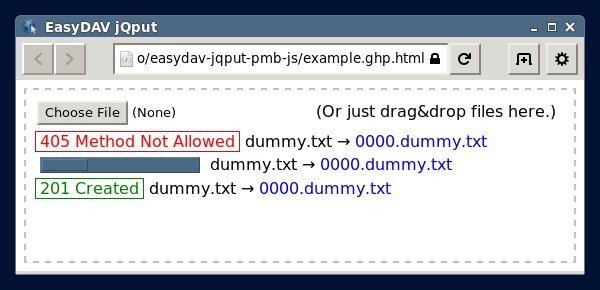 EasyDAV jQput
o/easydav-jqput-pmb-js/example.ghp.html
Choose File (None) (Or just drag&drop files here.)
405 Method Not Allowed dummy.txt → 0000.dummy.txt
dummy.txt → 0000.dummy.txt
201 Created dummy.txt → 0000.dummy.txt